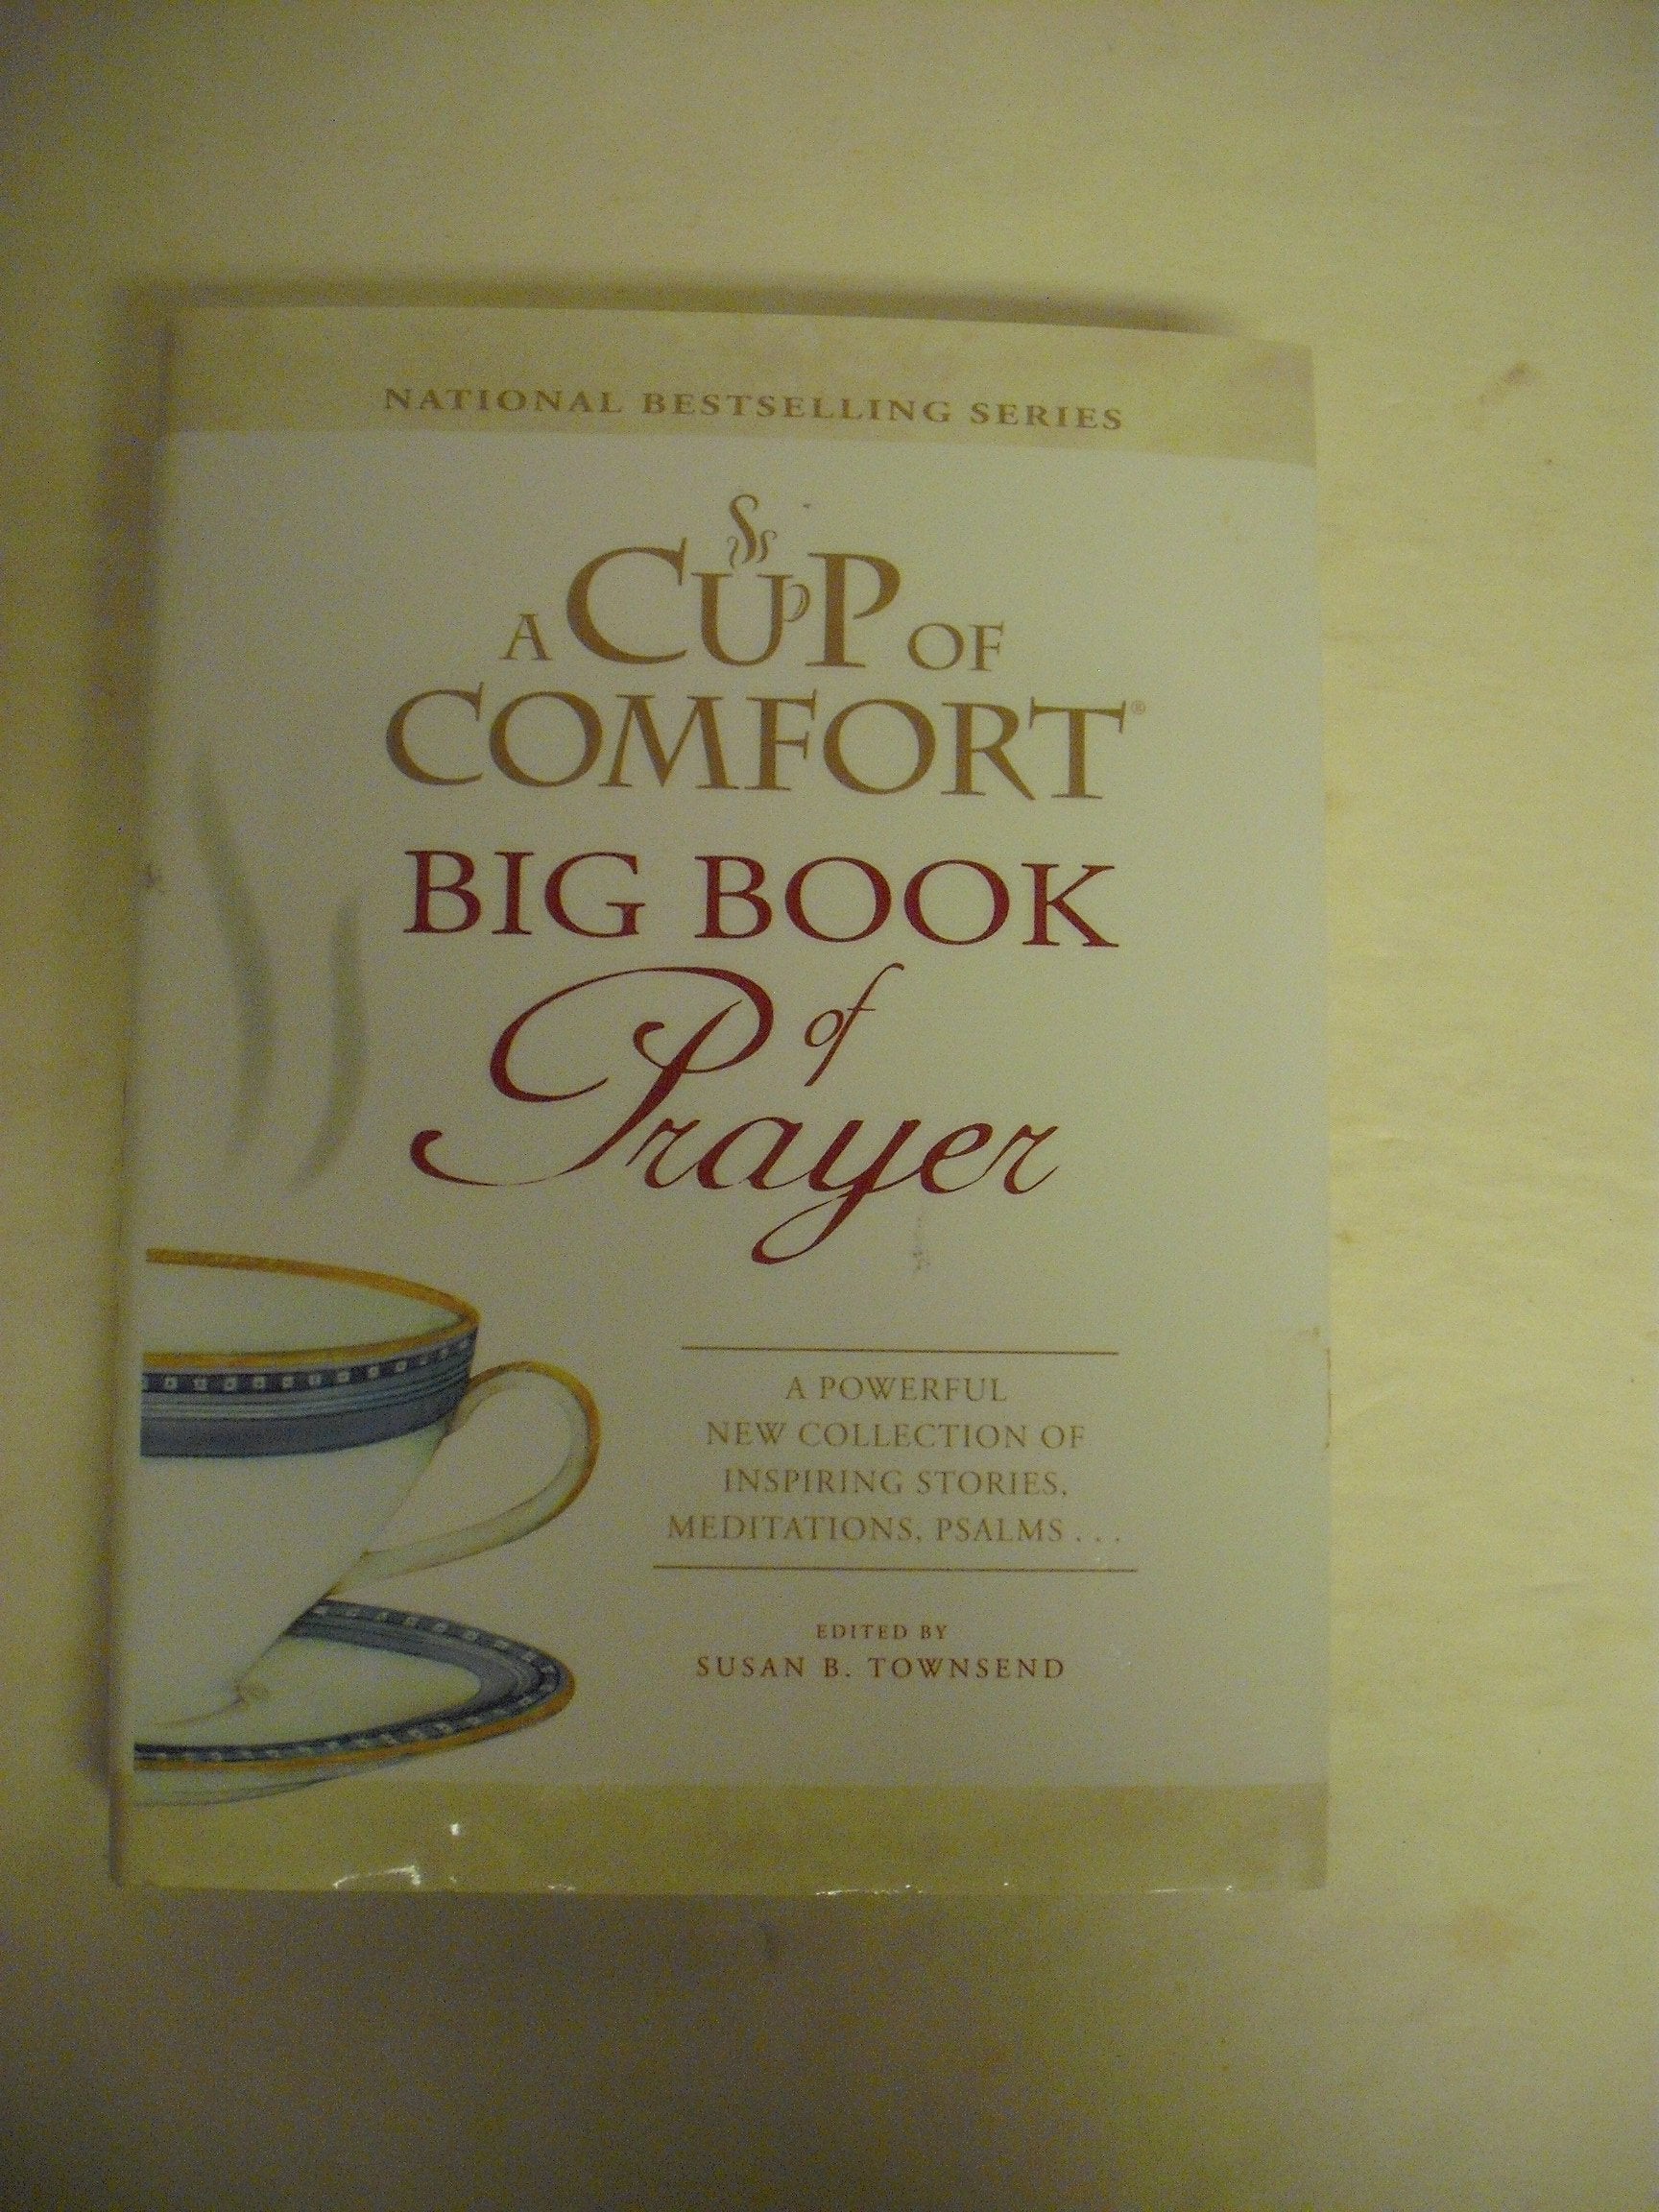 NATIONAL BESTSELLING SERIES
A CUP OF
COMFORT®
BIG BOOK
of
Prayer
A POWERFUL
NEW COLLECTION OF
INSPIRING STORIES,
MEDITATIONS, PSALMS . . .
EDITED BY
SUSAN B. TOWNSEND